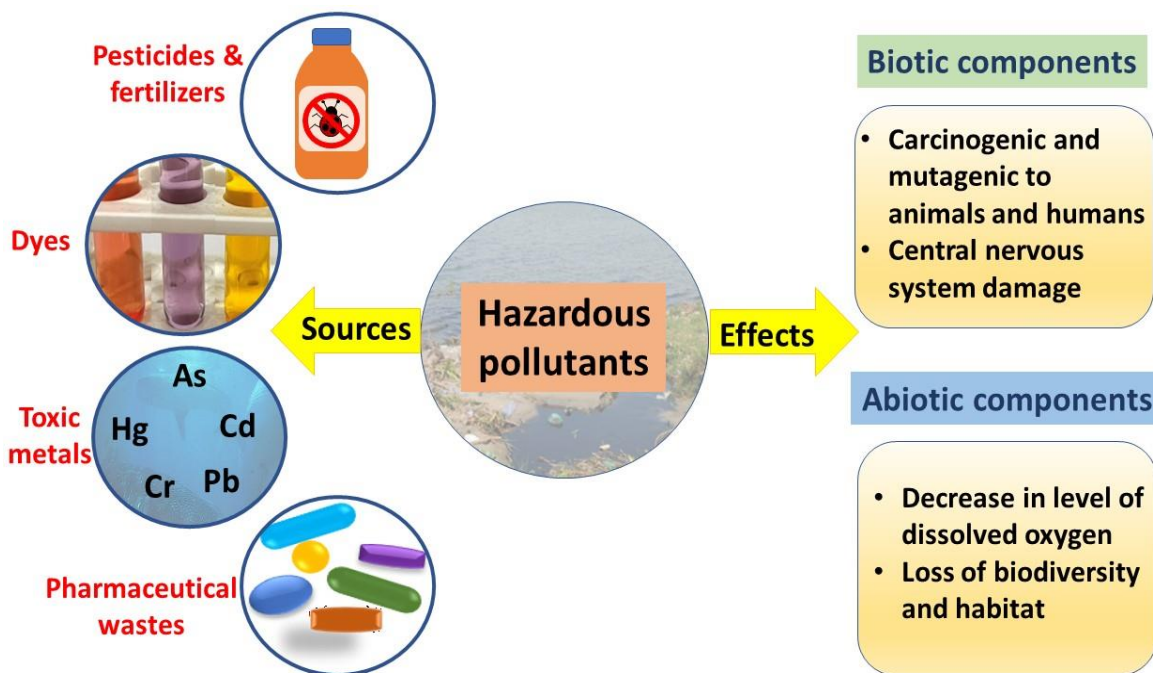 Pesticides &
fertilizers
Dyes
Toxic
metals
As
Hg
Cd
Cr
Pb
Pharmaceutical
wastes
Sources
Hazardous
pollutants
Effects
Biotic components
• Carcinogenic and
mutagenic to
animals and humans
• Central nervous
system damage
Abiotic components
• Decrease in level of
dissolved oxygen
• Loss of biodiversity
and habitat